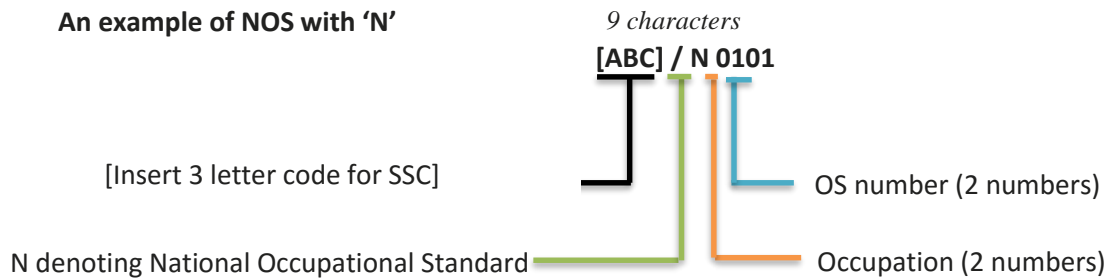 An example of NOS with ‘N’
9 characters
[ABC] / N 0101
[Insert 3 letter code for SSC]
OS number (2 numbers)
N denoting National Occupational Standard
Occupation (2 numbers)